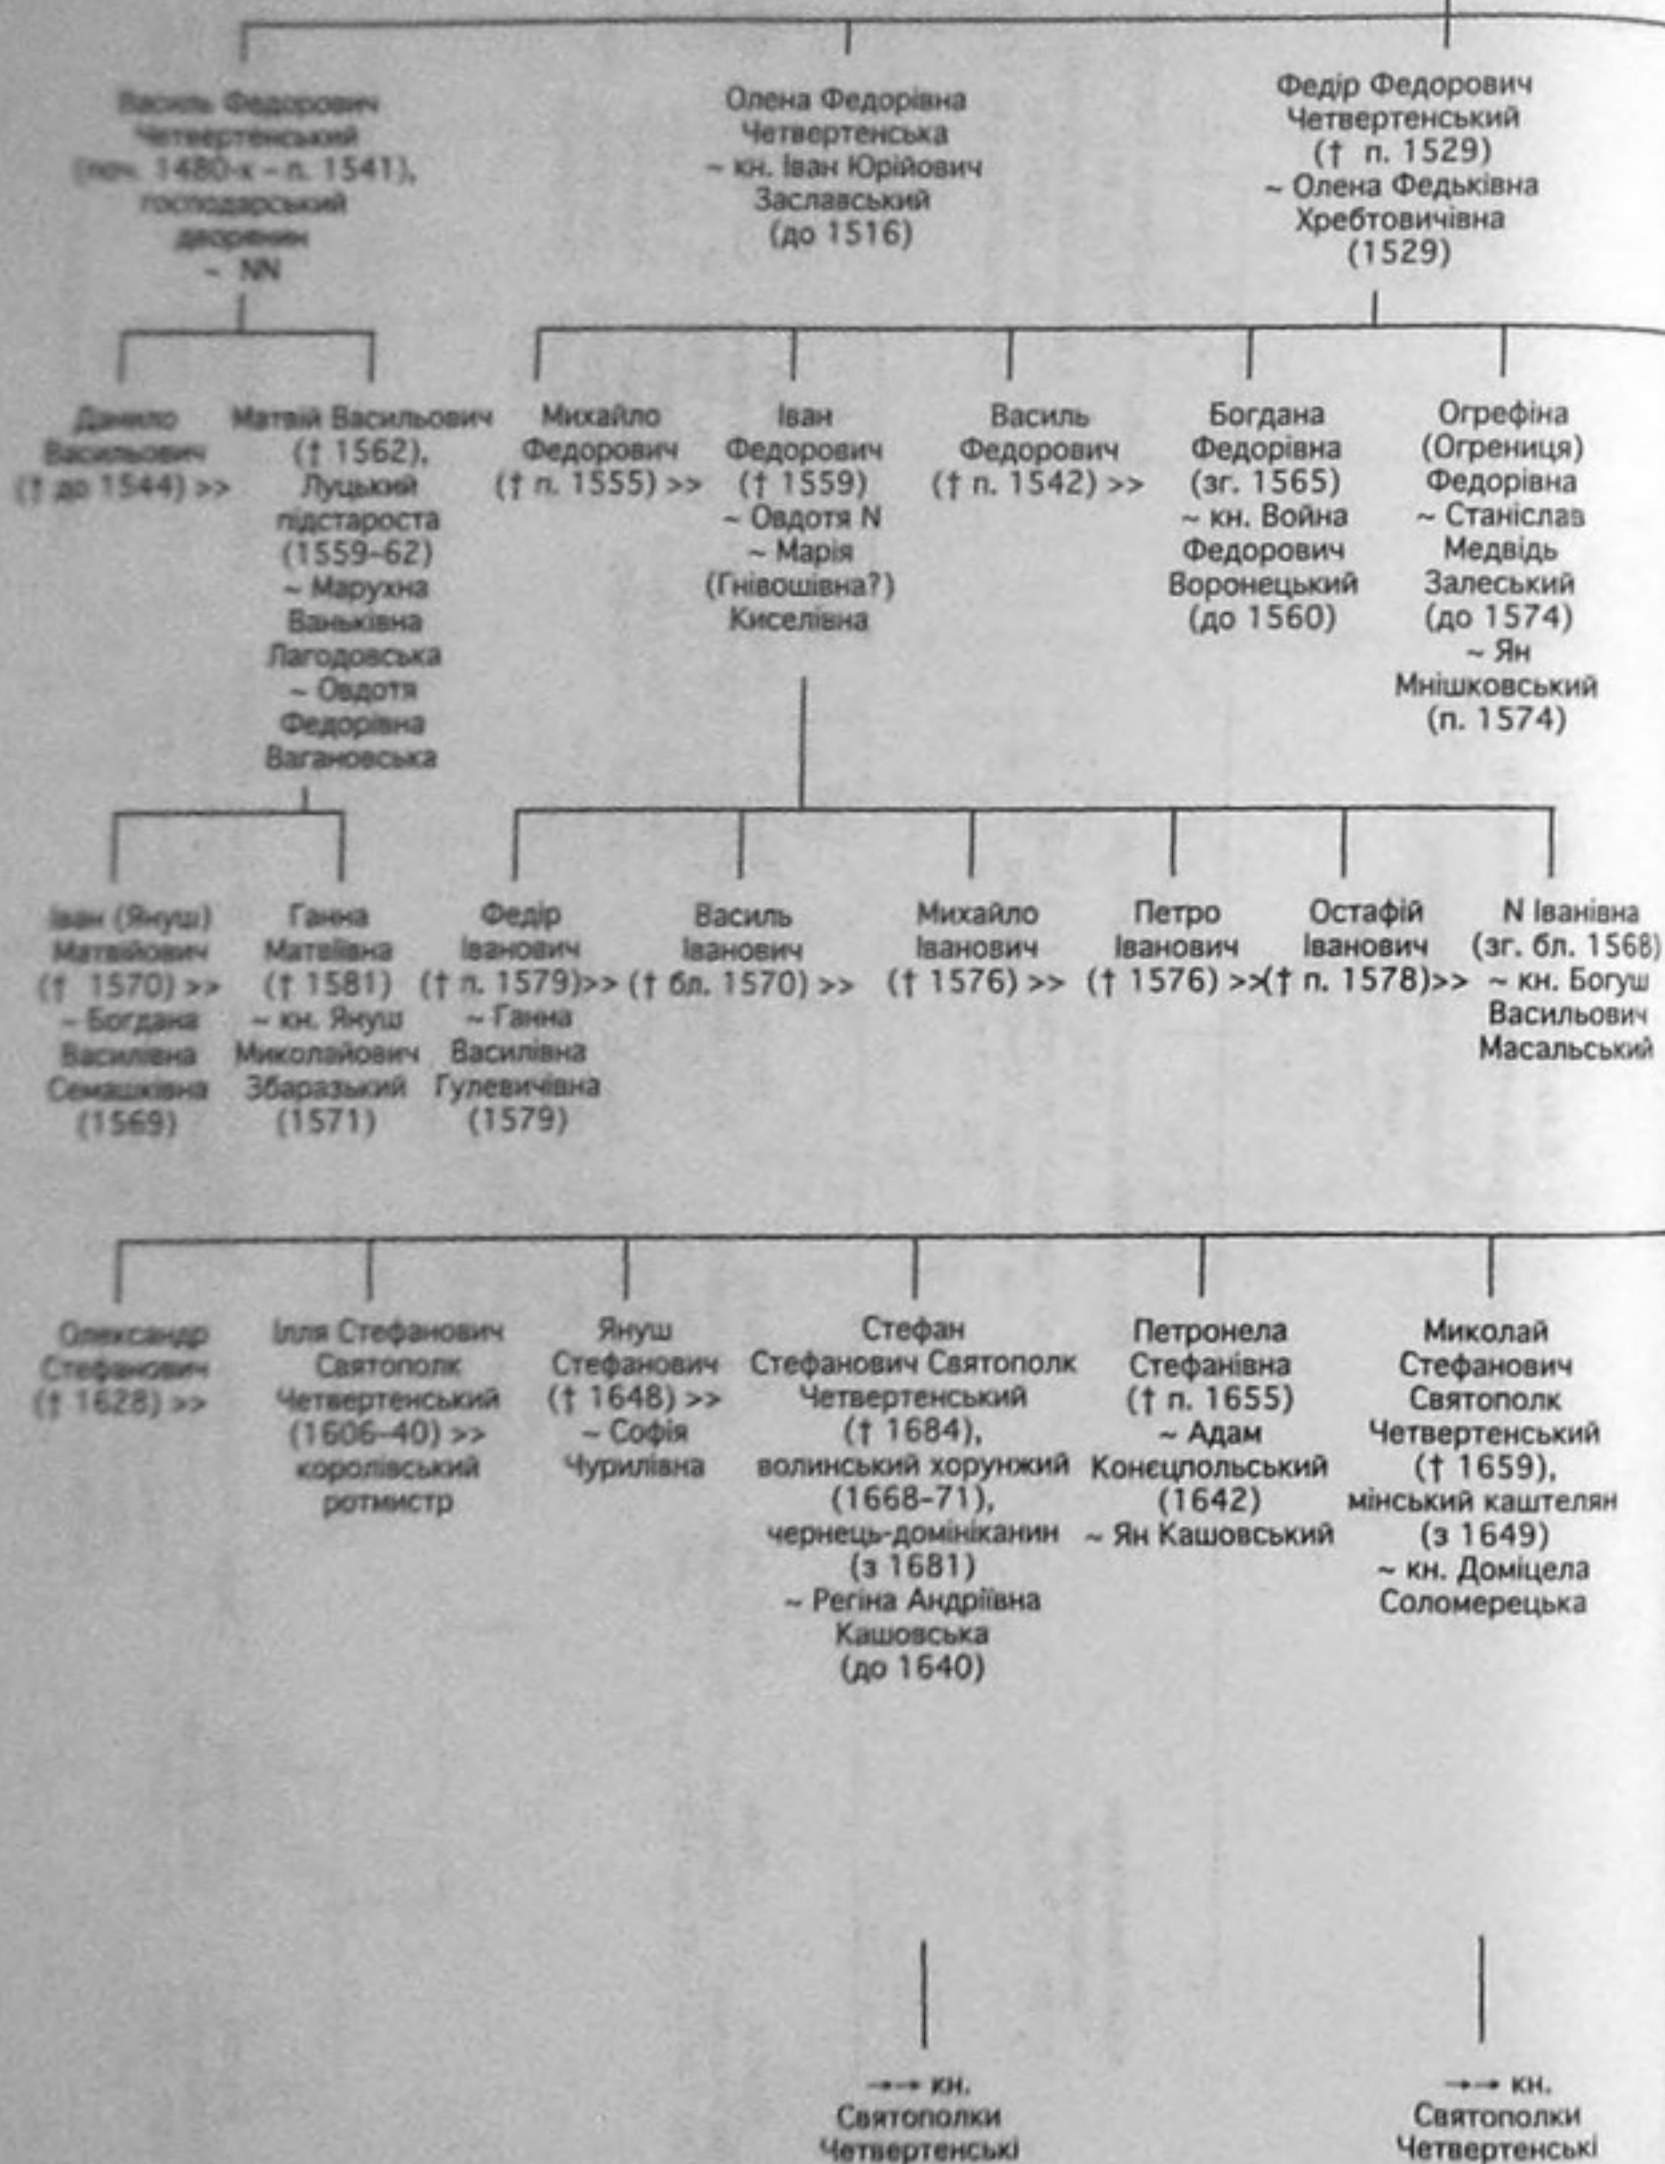 Василь Федорович
Четвертенський
(поч. 1480-х – п. 1541),
господарський
дворянин
~ NN
Олена Федорівна
Четвертенська
~ кн. Іван Юрійович
Заславський
(до 1516)
Федір Федорович
Четвертенський
(† п. 1529)
~ Олена Федьківна
Хребтовичівна
(1529)
Данило
Васильович
(† до 1544) >>
Матвій Васильович
(† 1562),
Луцький
підстароста
(1559–62)
~ Марухна
Ваньківна
Лагодовська
~ Овдотя
Федорівна
Вагановська
Михайло
Федорович
(† п. 1555) >>
Іван
Федорович
(† 1559)
~ Овдотя N
~ Марія
(Гнівошівна?)
Киселівна
Василь
Федорович
(† п. 1542) >>
Богдана
Федорівна
(зг. 1565)
~ кн. Война
Федорович
Воронецький
(до 1560)
Огрефіна
(Огрениця)
Федорівна
~ Станіслав
Медвідь
Залеський
(до 1574)
~ Ян
Мнішковський
(п. 1574)
Іван (Януш)
Матвійович
(† 1570) >>
~ Богдана
Василівна
Семашківна
(1569)
Ганна
Матвіївна
(† 1581)
~ кн. Януш
Миколайович
Збаразький
(1571)
Федір
Іванович
(† п. 1579)>>
~ Ганна
Василівна
Гулевичівна
(1579)
Василь
Іванович
(† бл. 1570) >>
Михайло
Іванович
(† 1576) >>
Петро
Іванович
(† 1576) >>
Остафій
Іванович
(† п. 1578)>>
N Іванівна
(зг. бл. 1568)
~ кн. Богуш
Васильович
Масальський
Олександр
Стефанович
(† 1628) >>
Ілля Стефанович
Святополк
Четвертенський
(1606–40) >>
королівський
ротмистр
Януш
Стефанович
(† 1648) >>
~ Софія
Чурилівна
Стефан
Стефанович Святополк
Четвертенський
(† 1684),
волинський хорунжий
(1668–71),
чернець-домініканин
(з 1681)
~ Регіна Андріївна
Кашовська
(до 1640)
Петронела
Стефанівна
(† п. 1655)
~ Адам
Конєцпольський
(1642)
~ Ян Кашовський
Миколай
Стефанович
Святополк
Четвертенський
(† 1659),
мінський каштелян
(з 1649)
~ кн. Доміцела
Соломерецька
→→ кн.
Святополки
Четвертенські
→→ кн.
Святополки
Четвертенські